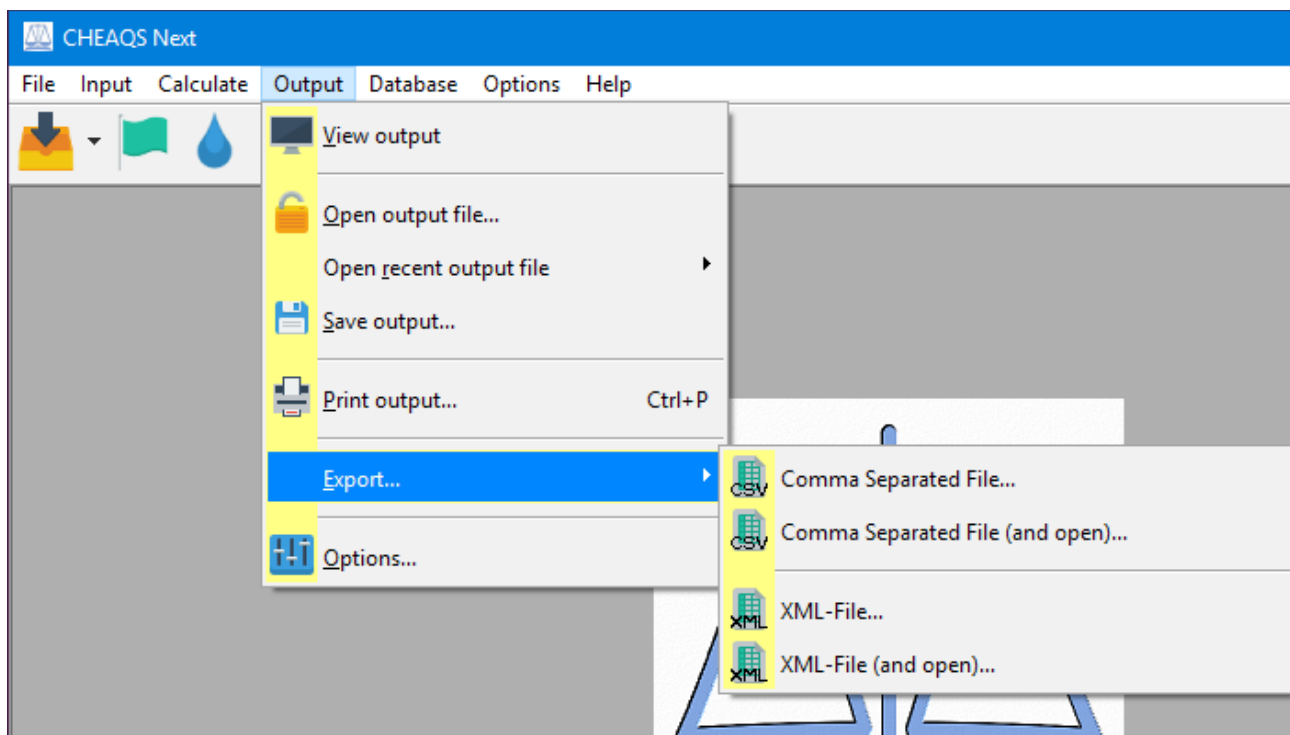 CHEAQS Next
File Input Calculate Output Database Options Help
View output
Open output file...
Open recent output file
Save output...
Print output... Ctrl+P
Export...
Options...
CSV Comma Separated File...
CSV Comma Separated File (and open)...
XML XML-File...
XML XML-File (and open)...